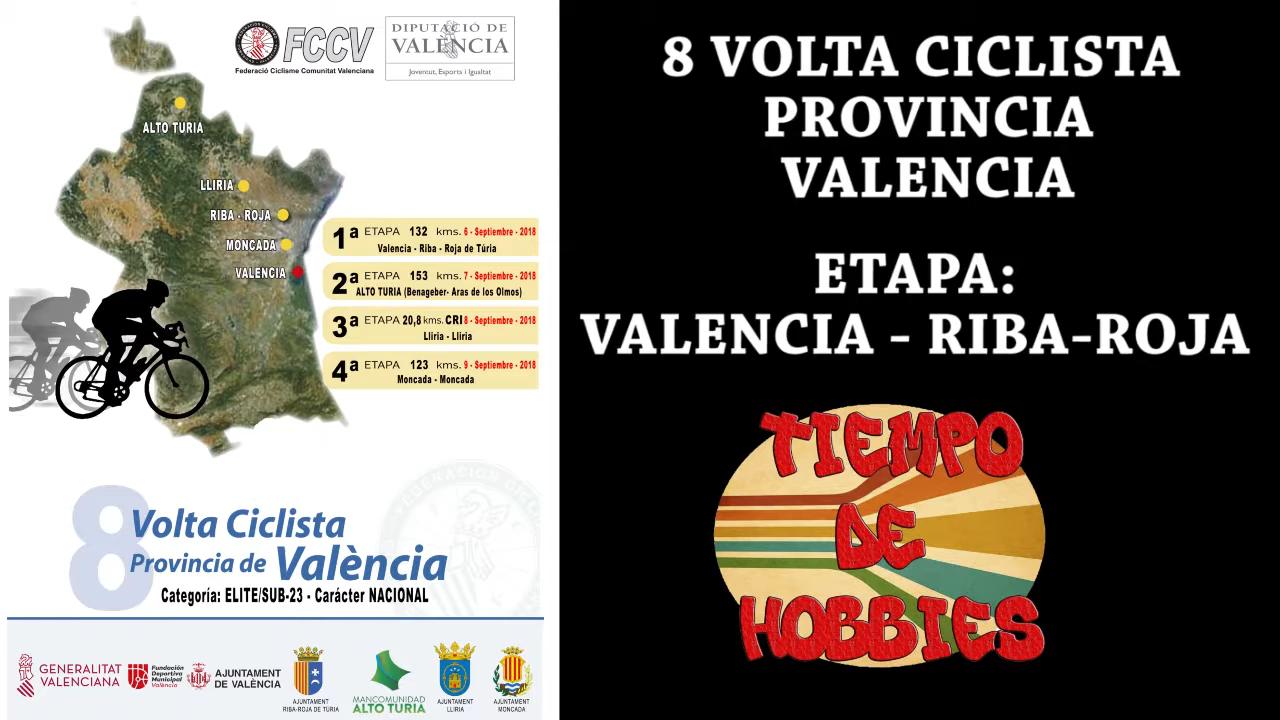 FCCV
Federació Ciclisme Comunitat Valenciana
DIPUTACIÓ DE
VALÈNCIA
Joventut, Esports i Igualtat
ALTO TURIA
LLIRIA
RIBA - ROJA
MONCADA
VALENCIA
1ª ETAPA 132 kms. 6 - Septiembre - 2018
Valencia - Riba - Roja de Túria
2ª ETAPA 153 kms. 7 - Septiembre - 2018
ALTO TURIA (Benageber- Aras de los Olmos)
3ª ETAPA 20,8 kms. CRI 8 - Septiembre - 2018
Lliria - Lliria
4ª ETAPA 123 kms. 9 - Septiembre - 2018
Moncada - Moncada
8 Volta Ciclista
Provincia de València
Categoría: ELITE/SUB-23 - Carácter NACIONAL
GENERALITAT
VALENCIANA
Fundación
Deportiva
Municipal
València
AJUNTAMENT
DE VALÈNCIA
AJUNTAMENT
RIBA-ROJA DE TÚRIA
MANCOMUNIDAD
ALTO TURIA
AJUNTAMENT
LLIRIA
AJUNTAMENT
MONCADA
8 VOLTA CICLISTA
PROVINCIA
VALENCIA
ETAPA:
VALENCIA - RIBA-ROJA
TIEMPO
DE
HOBBIES